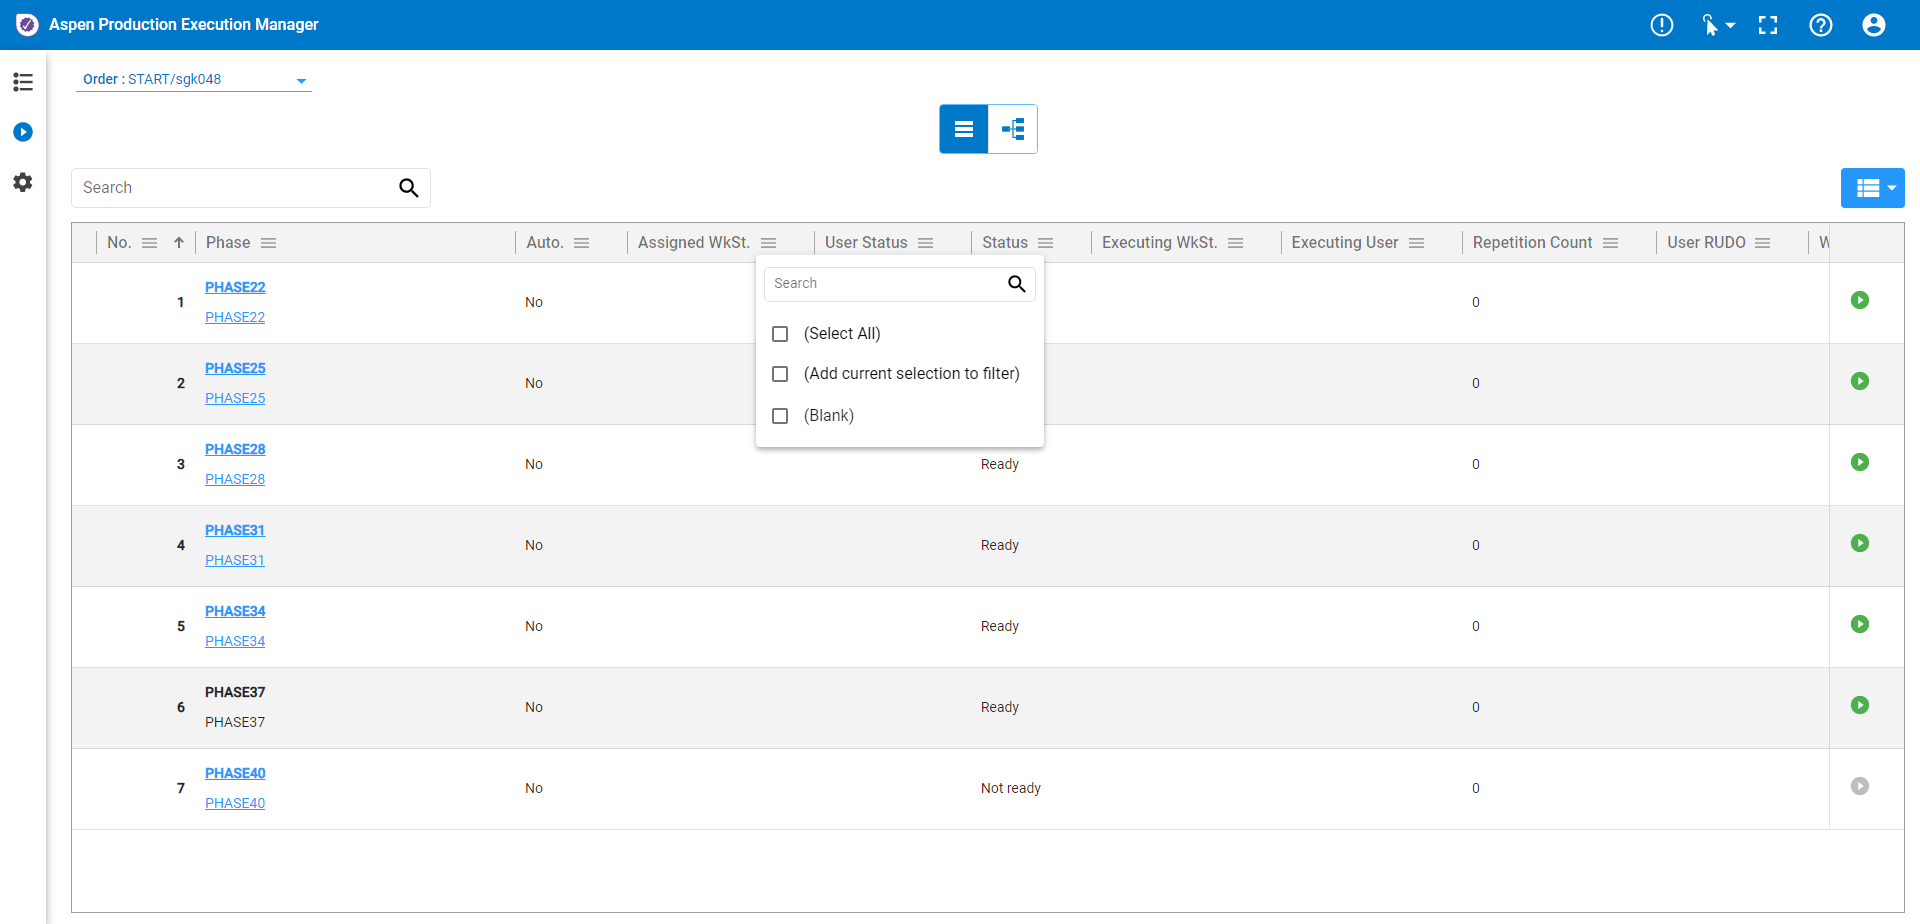 Aspen Production Execution Manager
Order : START/sgk048
Search
No. Phase Auto. Assigned WkSt. User Status Status Executing WkSt. Executing User Repetition Count User RUDO
Search
(Select All)
(Add current selection to filter)
(Blank)
PHASE22
1 No 0
PHASE22
PHASE25
2 No 0
PHASE25
PHASE28
3 No Ready 0
PHASE28
PHASE31
4 No Ready 0
PHASE31
PHASE34
5 No Ready 0
PHASE34
PHASE37
6 No Ready 0
PHASE37
PHASE40
7 No Not ready 0
PHASE40